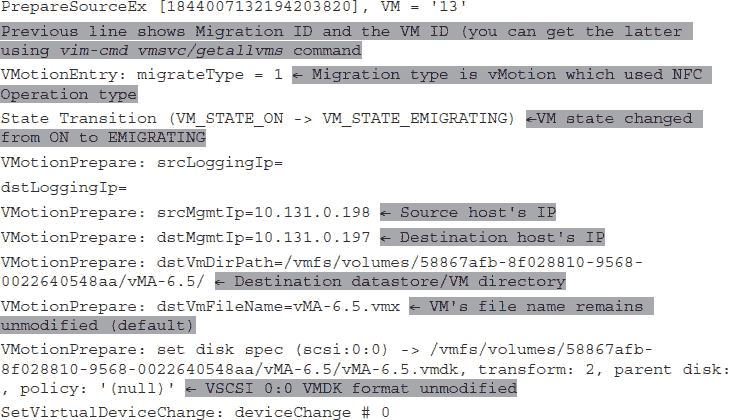 PrepareSourceEx [1844007132194203820], VM = '13'
Previous line shows Migration ID and the VM ID (you can get the latter
using vim-cmd vmsvc/getallvms command
VMotionEntry: migrateType = 1 ← Migration type is vMotion which used NFC
Operation type
State Transition (VM_STATE_ON -> VM_STATE_EMIGRATING) ←VM state changed
from ON to EMIGRATING
VMotionPrepare: srcLoggingIp=
dstLoggingIp=
VMotionPrepare: srcMgmtIp=10.131.0.198 ← Source host's IP
VMotionPrepare: dstMgmtIp=10.131.0.197 ← Destination host's IP
VMotionPrepare: dstVmDirPath=/vmfs/volumes/58867afb-8f028810-9568-
0022640548aa/vMA-6.5/ ← Destination datastore/VM directory
VMotionPrepare: dstVmFileName=vMA-6.5.vmx ← VM's file name remains
unmodified (default)
VMotionPrepare: set disk spec (scsi:0:0) -> /vmfs/volumes/58867afb-
8f028810-9568-0022640548aa/vMA-6.5/vMA-6.5.vmdk, transform: 2, parent disk:
, policy: '(null)' ← VSCSI 0:0 VMDK format unmodified
SetVirtualDeviceChange: deviceChange # 0